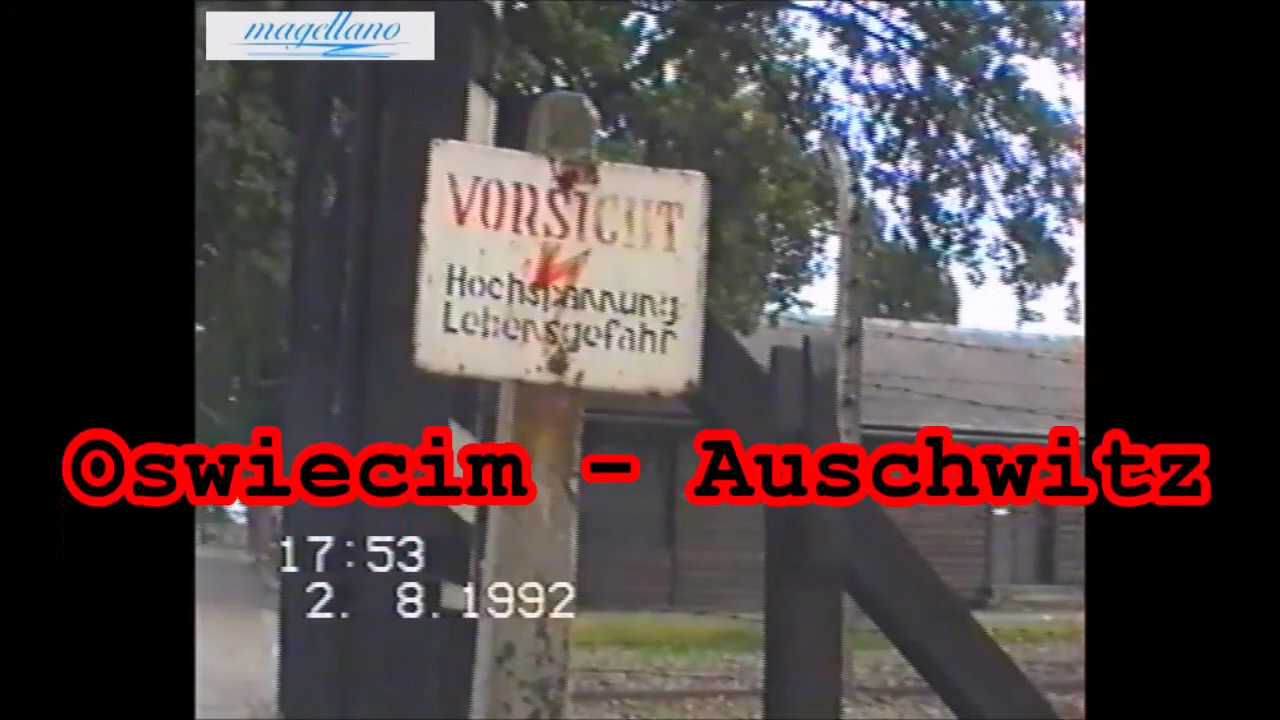 magellano
VORSICHT
Hochspannung
Lebensgefahr
Oswiecim - Auschwitz
17:53
2. 8.1992